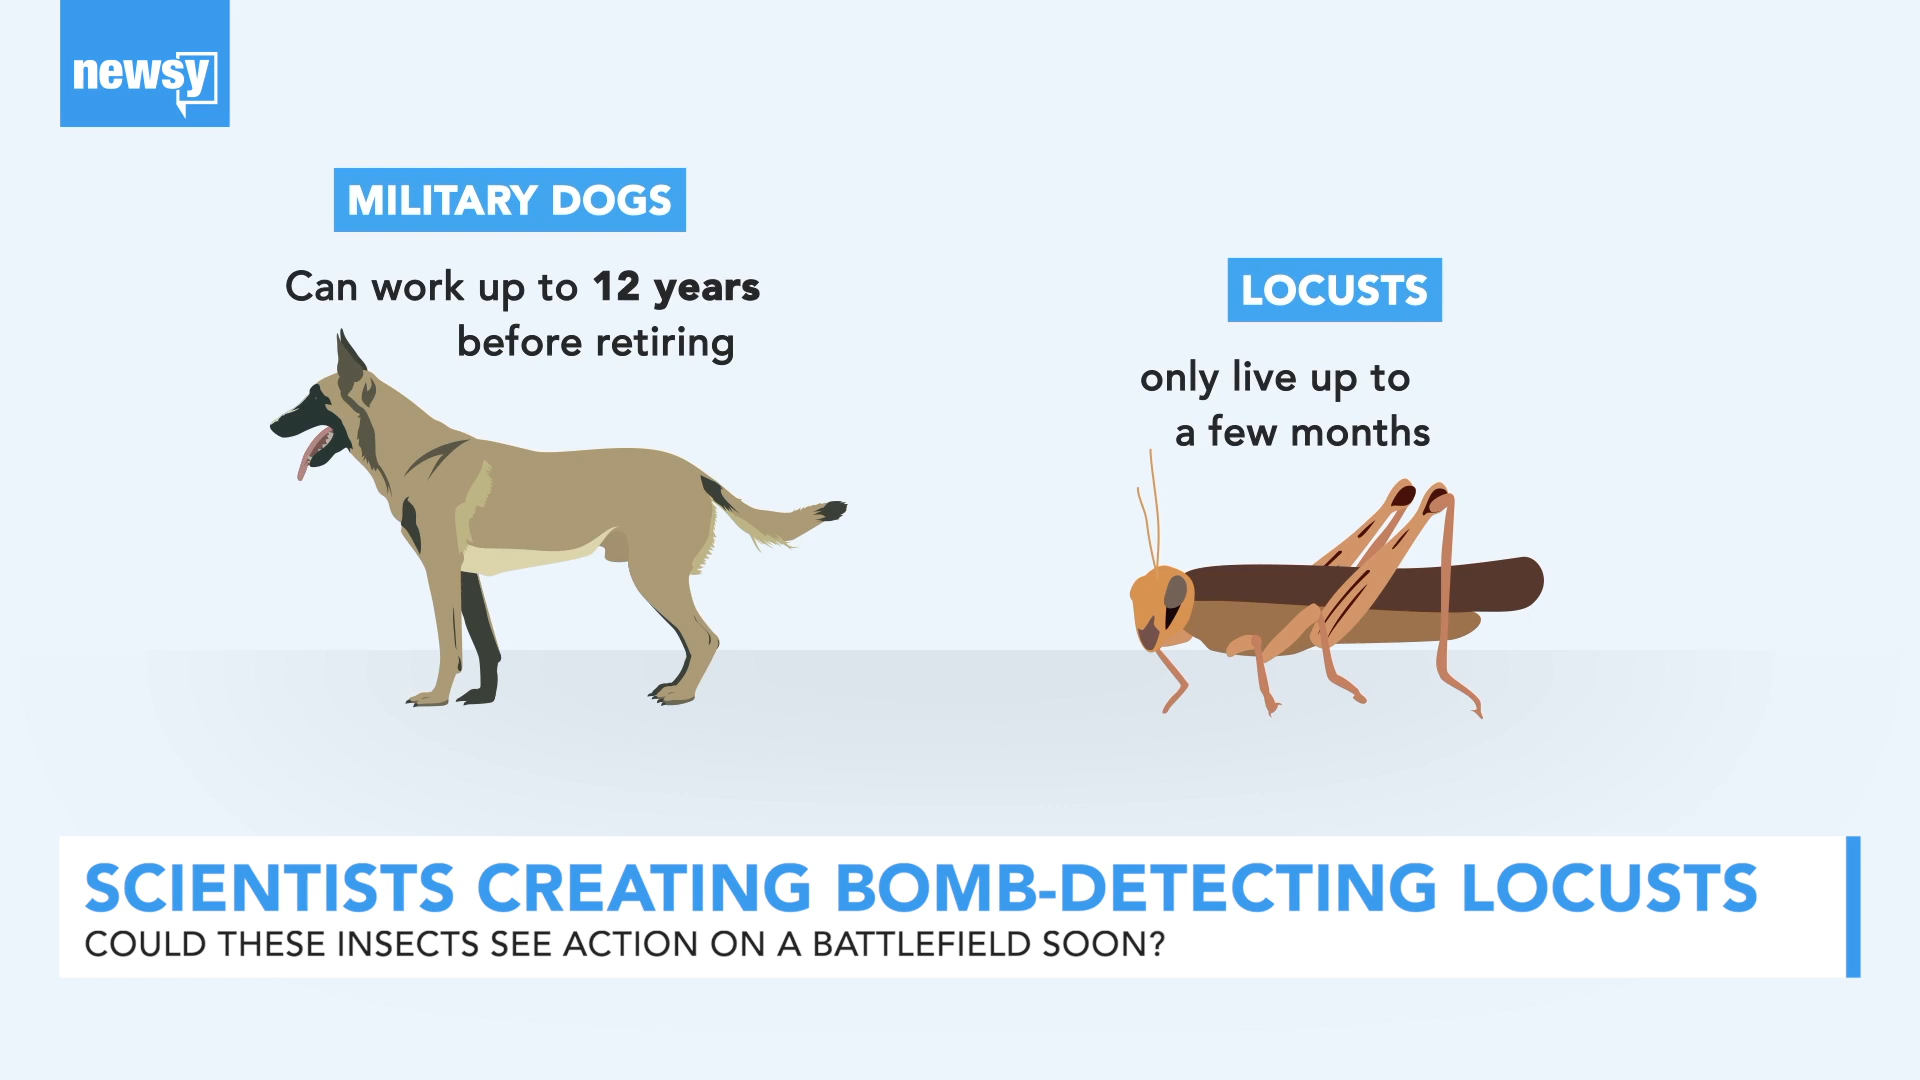 newsy
MILITARY DOGS
Can work up to 12 years
before retiring
LOCUSTS
only live up to
a few months
SCIENTISTS CREATING BOMB-DETECTING LOCUSTS
COULD THESE INSECTS SEE ACTION ON A BATTLEFIELD SOON?